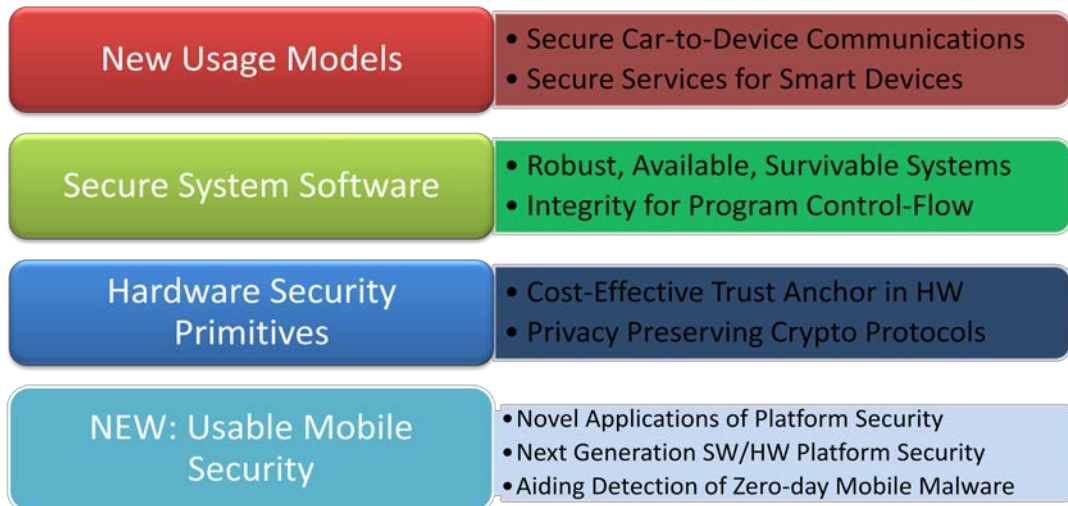 New Usage Models
• Secure Car-to-Device Communications
• Secure Services for Smart Devices
Secure System Software
• Robust, Available, Survivable Systems
• Integrity for Program Control-Flow
Hardware Security
Primitives
• Cost-Effective Trust Anchor in HW
• Privacy Preserving Crypto Protocols
NEW: Usable Mobile
Security
•Novel Applications of Platform Security
•Next Generation SW/HW Platform Security
•Aiding Detection of Zero-day Mobile Malware